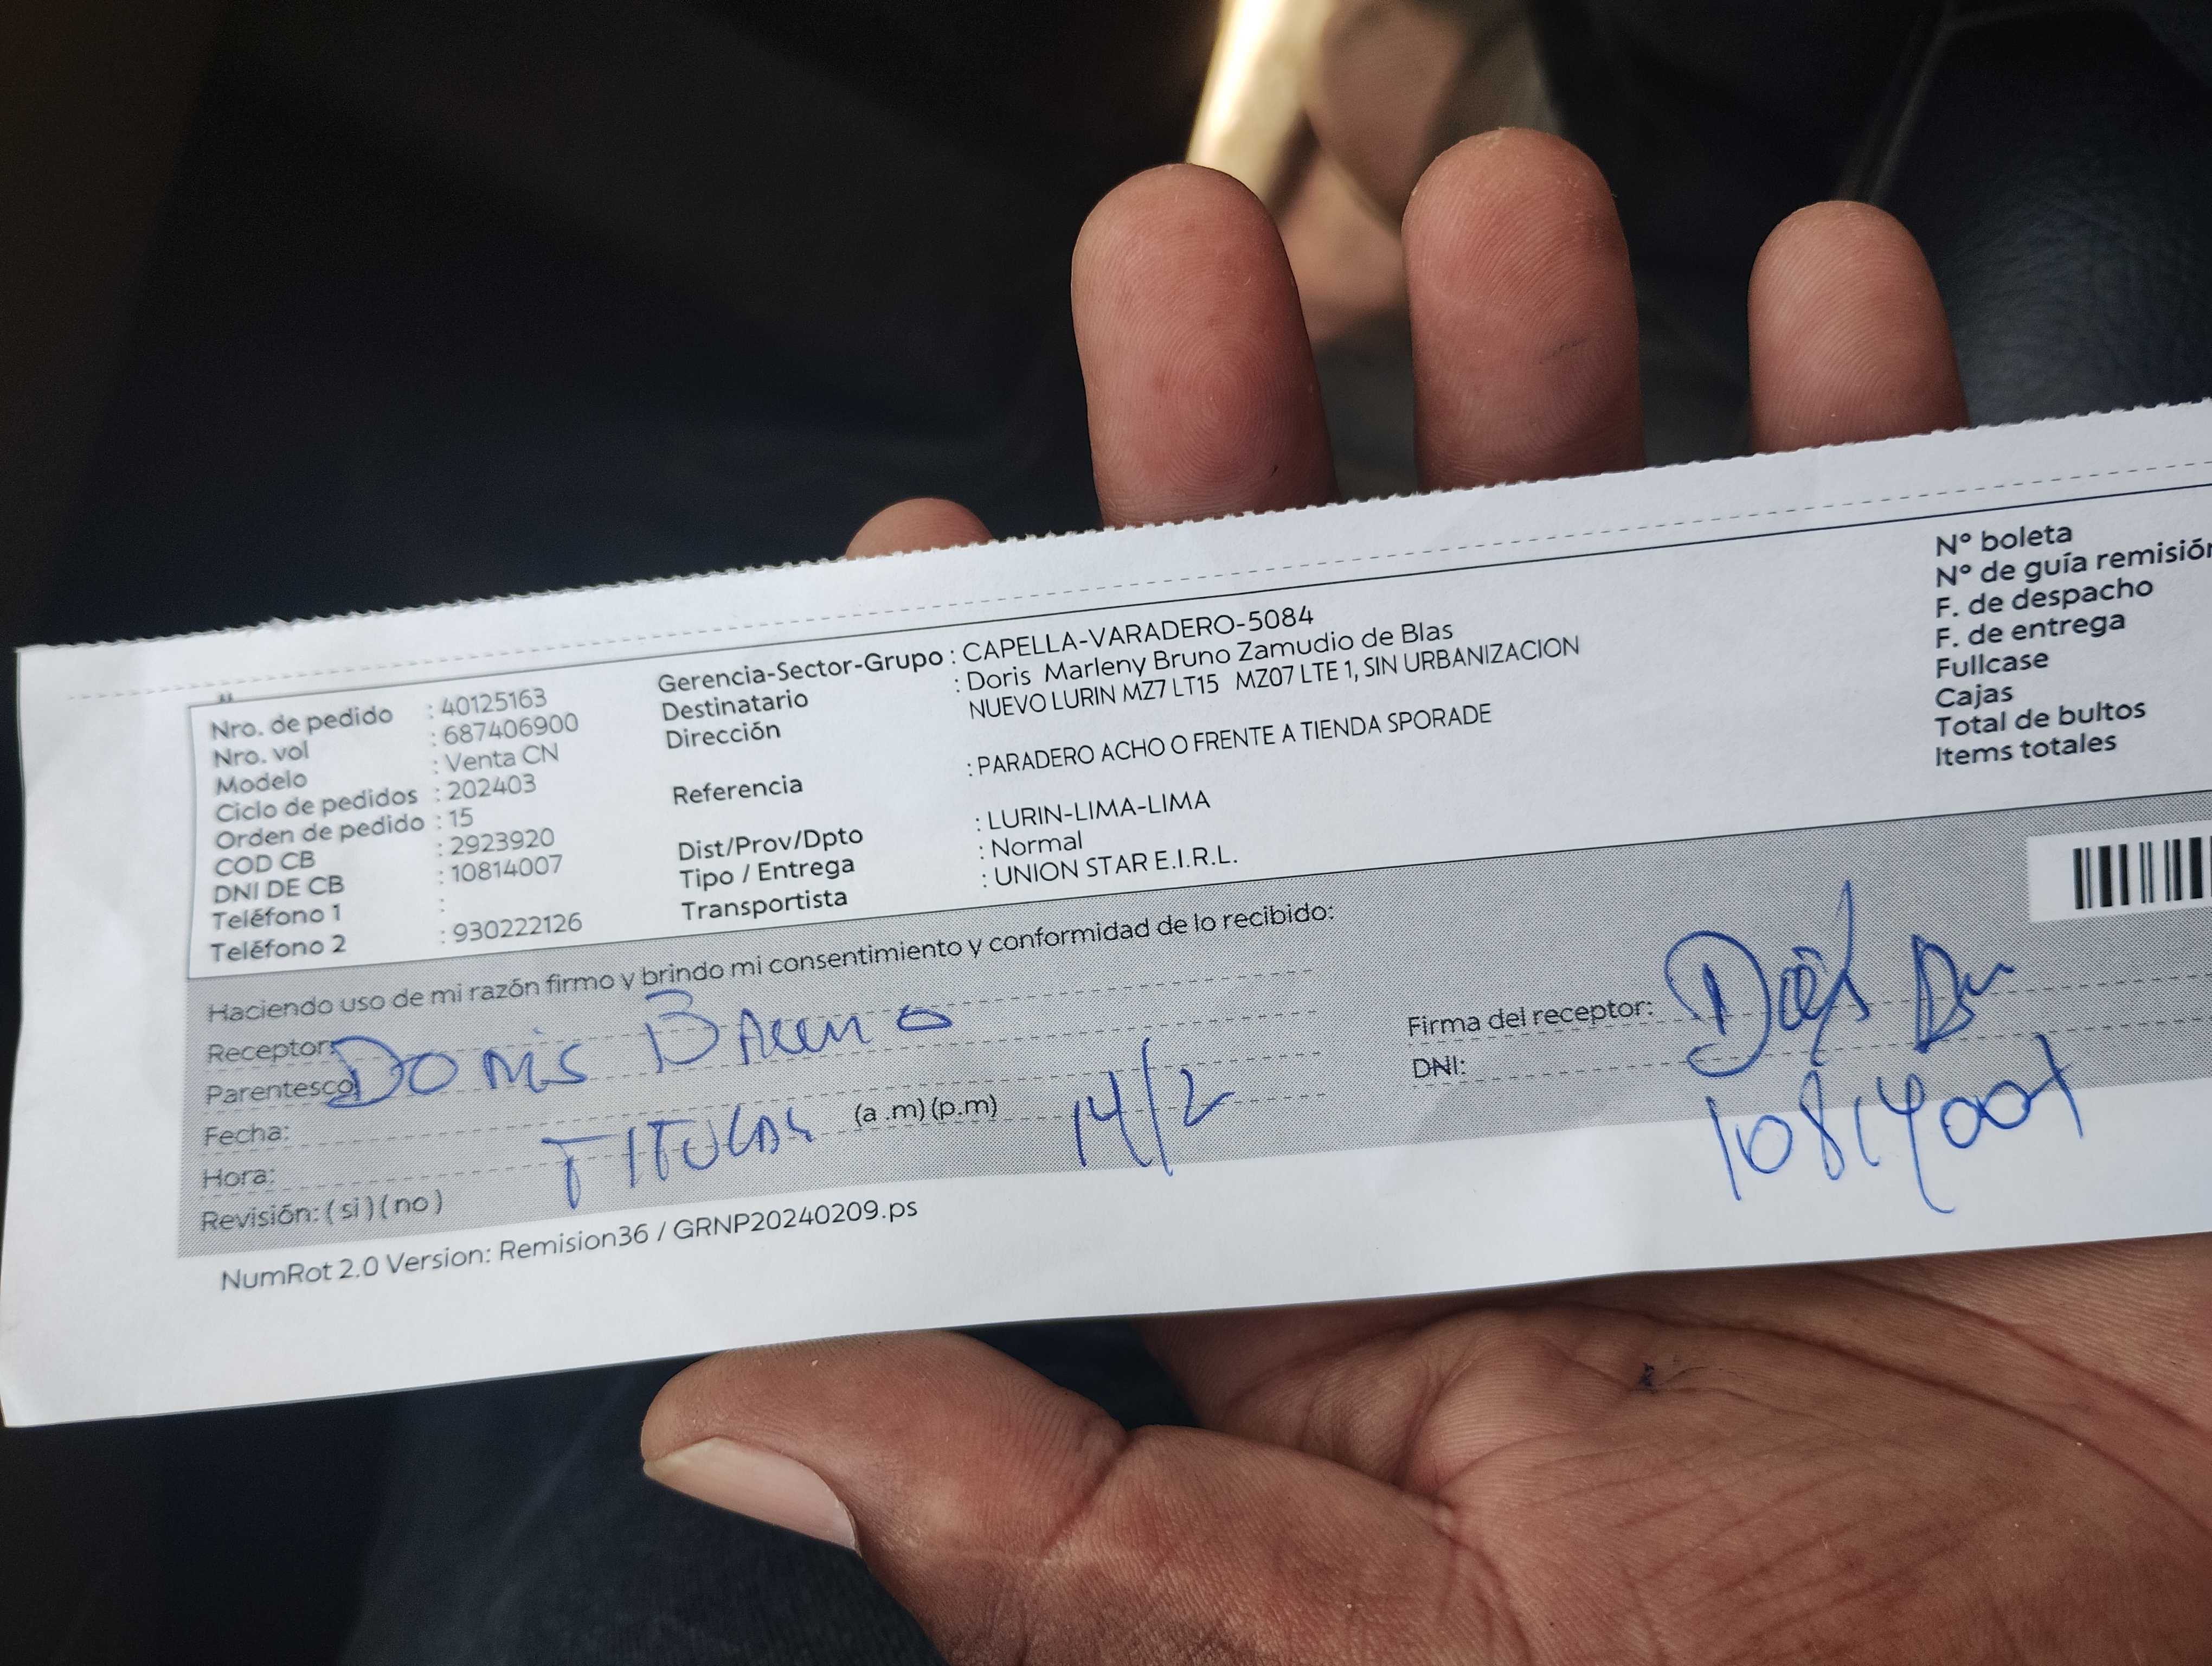 Nro. de pedido : 40125163
Nro. vol : 687406900
Modelo : Venta CN
Ciclo de pedidos : 202403
Orden de pedido : 15
COD CB : 2923920
DNI DE CB : 10814007
Teléfono 1 :
Teléfono 2 : 930222126
Gerencia-Sector-Grupo : CAPELLA-VARADERO-5084
Destinatario : Doris Marleny Bruno Zamudio de Blas
Dirección NUEVO LURIN MZ7 LT15 MZ07 LTE 1, SIN URBANIZACION
Referencia : PARADERO ACHO O FRENTE A TIENDA SPORADE
Dist/Prov/Dpto : LURIN-LIMA-LIMA
Tipo / Entrega : Normal
Transportista : UNION STAR E.I.R.L.
N° boleta
N° de guía remisión
F. de despacho
F. de entrega
Fullcase
Cajas
Total de bultos
Items totales
Haciendo uso de mi razón firmo y brindo mi consentimiento y conformidad de lo recibido:
Receptor: Doris Bruno
Parentesco:
Fecha:
Hora: TITULAR (a .m) (p.m) 14/2
Revisión: ( si ) ( no )
Firma del receptor:
DNI: 10814007
NumRot 2.0 Version: Remision36 / GRNP20240209.ps